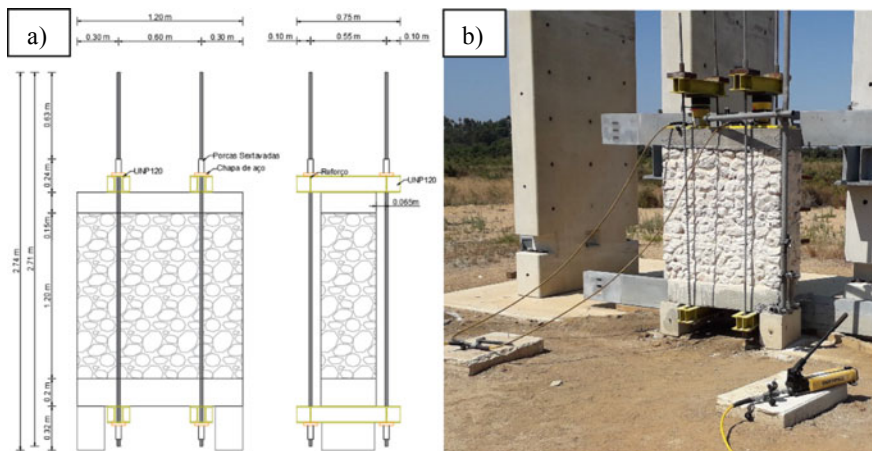 a)
1.20 m
0.30 m
0.60 m
0.30 m
0.75 m
0.10 m
0.55 m
0.10 m
2.74 m
2.71 m
0.63 m
0.24 m
0.15m
1.20 m
0.2 m
0.32 m
Porcas Sextavadas
UNP120
Chapa de aço
Reforço
UNP120
0.065m
b)